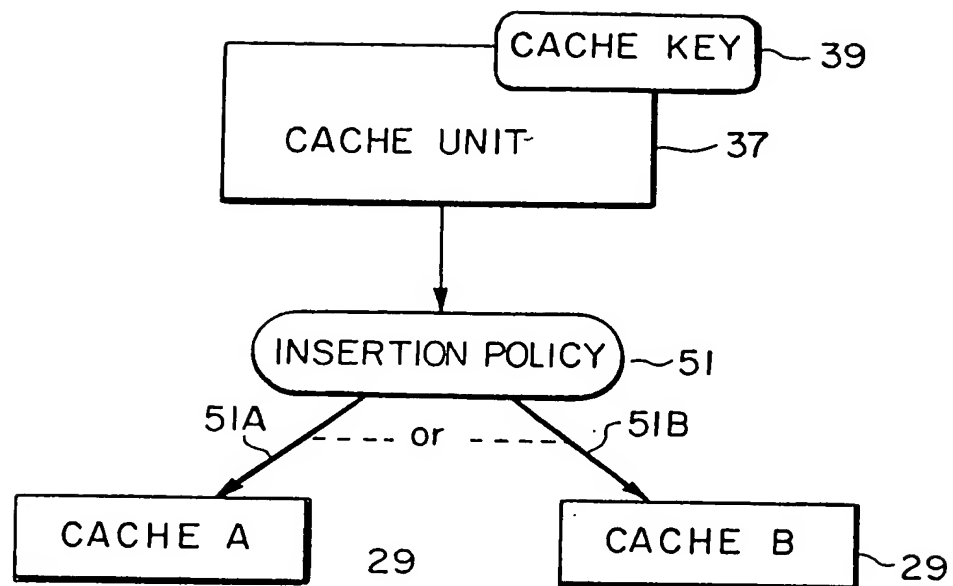 CACHE KEY
39
CACHE UNIT
37
INSERTION POLICY
51
51A
or
51B
CACHE A
29
CACHE B
29